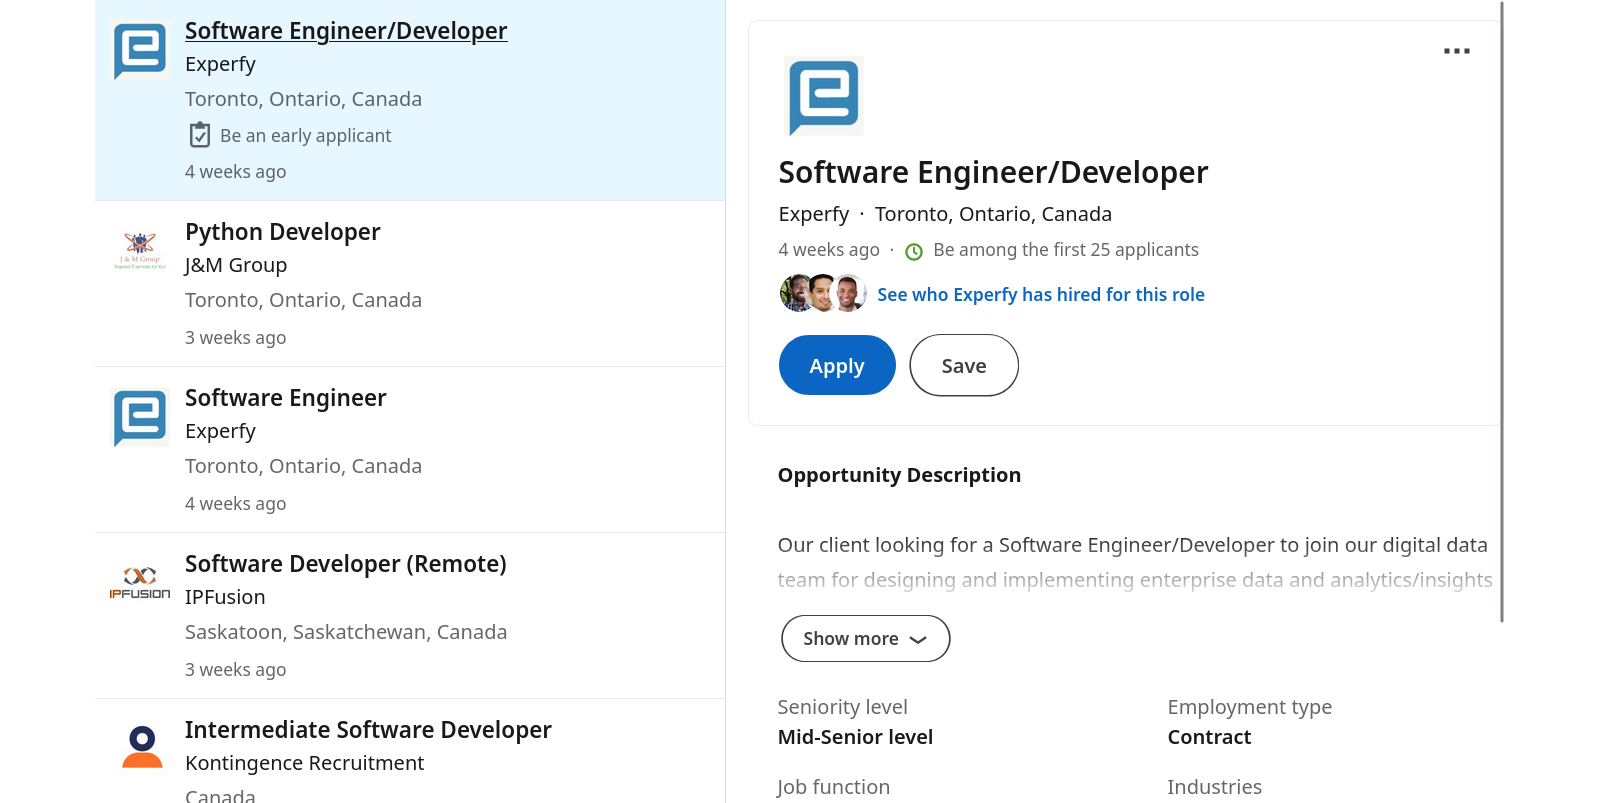 Software Engineer/Developer
Experfy
Toronto, Ontario, Canada
Be an early applicant
4 weeks ago
J & M Group
Python Developer
J&M Group
Toronto, Ontario, Canada
3 weeks ago
Software Engineer
Experfy
Toronto, Ontario, Canada
4 weeks ago
IPFUSION
Software Developer (Remote)
IPFusion
Saskatoon, Saskatchewan, Canada
3 weeks ago
Intermediate Software Developer
Kontingence Recruitment
Canada
Software Engineer/Developer
Experfy · Toronto, Ontario, Canada
4 weeks ago · Be among the first 25 applicants
See who Experfy has hired for this role
Apply Save
Opportunity Description
Our client looking for a Software Engineer/Developer to join our digital data
team for designing and implementing enterprise data and analytics/insights
Show more
Seniority level
Mid-Senior level
Employment type
Contract
Job function
Industries